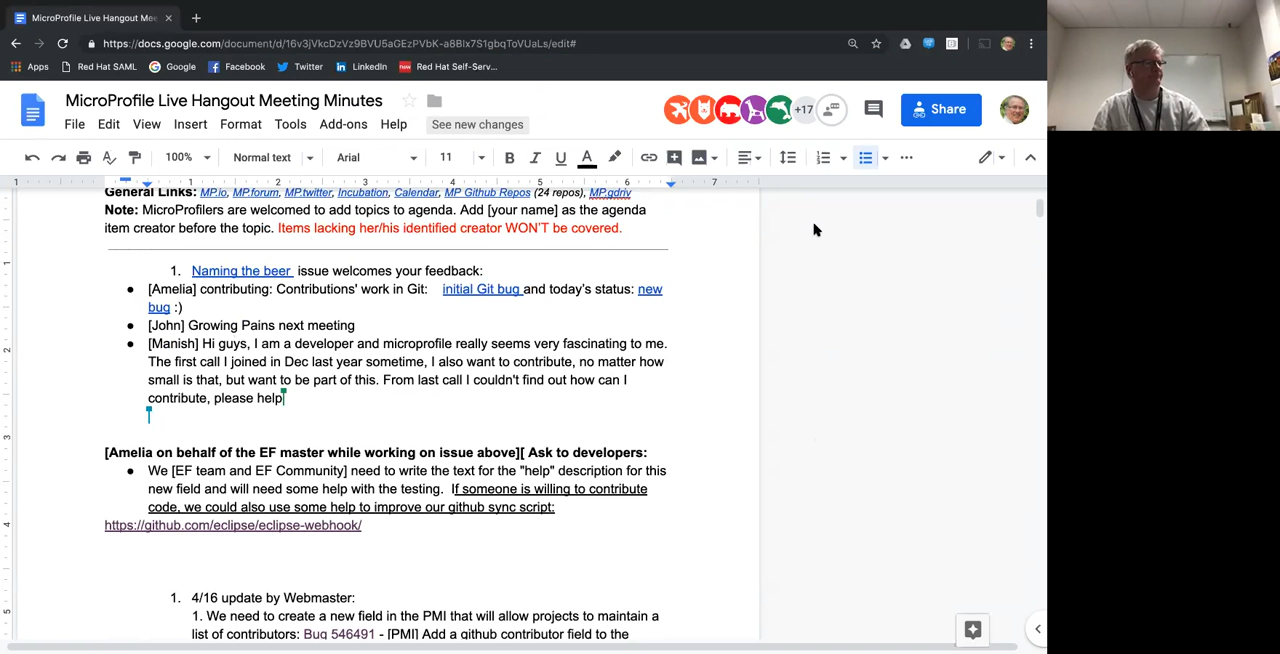 MicroProfile Live Hangout Mee
https://docs.google.com/document/d/16v3jVkcDzVz9BVU5aGEzPVbK-a8BIx7S1gbqToVUaLs/edit#
Apps Red Hat SAML Google Facebook Twitter LinkedIn Red Hat Self-Serv...
MicroProfile Live Hangout Meeting Minutes
+17
Share
File Edit View Insert Format Tools Add-ons Help See new changes
100% Normal text Arial 11 B I U A
1 1 2 3 4 5 6 7
General Links: MP.io, MP.forum, MP.twitter, Incubation, Calendar, MP Github Repos (24 repos), MP.gdriv
Note: MicroProfilers are welcomed to add topics to agenda. Add [your name] as the agenda
item creator before the topic. Items lacking her/his identified creator WON'T be covered.
1. Naming the beer issue welcomes your feedback:
● [Amelia] contributing: Contributions' work in Git: initial Git bug and today's status: new
bug :)
● [John] Growing Pains next meeting
● [Manish] Hi guys, I am a developer and microprofile really seems very fascinating to me.
The first call I joined in Dec last year sometime, I also want to contribute, no matter how
small is that, but want to be part of this. From last call I couldn't find out how can I
contribute, please help
[Amelia on behalf of the EF master while working on issue above][ Ask to developers:
● We [EF team and EF Community] need to write the text for the "help" description for this
new field and will need some help with the testing. If someone is willing to contribute
code, we could also use some help to improve our github sync script:
https://github.com/eclipse/eclipse-webhook/
1. 4/16 update by Webmaster:
1. We need to create a new field in the PMI that will allow projects to maintain a
list of contributors: Bug 546491 - [PMI] Add a github contributor field to the